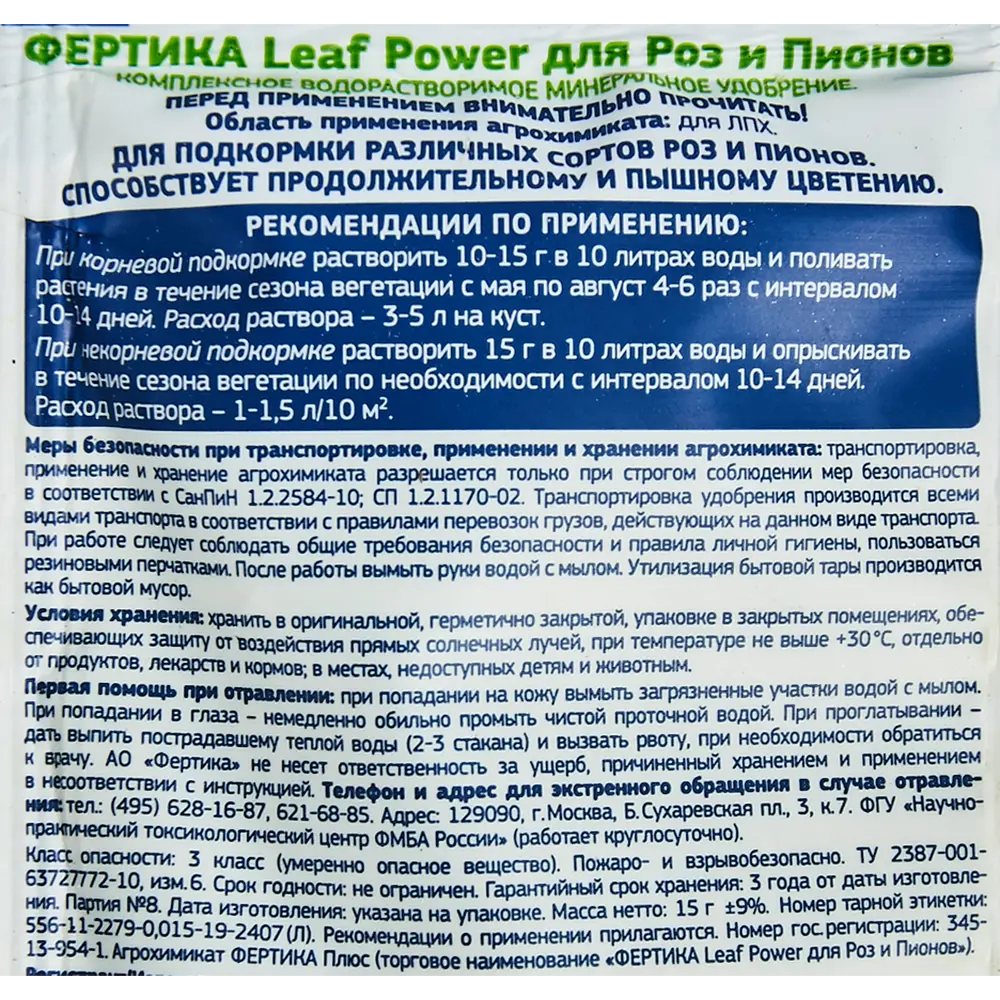 ФЕРТИКА Leaf Power для Роз и Пионов
КОМПЛЕКСНОЕ ВОДОРАСТВОРИМОЕ МИНЕРАЛЬНОЕ УДОБРЕНИЕ.
ПЕРЕД ПРИМЕНЕНИЕМ ВНИМАТЕЛЬНО ПРОЧИТАТЬ!
Область применения агрохимиката: для ЛПХ.
ДЛЯ ПОДКОРМКИ РАЗЛИЧНЫХ СОРТОВ РОЗ И ПИОНОВ.
СПОСОБСТВУЕТ ПРОДОЛЖИТЕЛЬНОМУ И ПЫШНОМУ ЦВЕТЕНИЮ.
РЕКОМЕНДАЦИИ ПО ПРИМЕНЕНИЮ:
При корневой подкормке растворить 10-15 г в 10 литрах воды и поливать
растения в течение сезона вегетации с мая по август 4-6 раз с интервалом
10-14 дней. Расход раствора – 3-5 л на куст.
При некорневой подкормке растворить 15 г в 10 литрах воды и опрыскивать
в течение сезона вегетации по необходимости с интервалом 10-14 дней.
Расход раствора – 1-1,5 л/10 м².
Меры безопасности при транспортировке, применении и хранении агрохимиката: транспортировка,
применение и хранение агрохимиката разрешается только при строгом соблюдении мер безопасности
в соответствии с СанПиН 1.2.2584-10; СП 1.2.1170-02. Транспортировка удобрения производится всеми
видами транспорта в соответствии с правилами перевозок грузов, действующих на данном виде транспорта.
При работе следует соблюдать общие требования безопасности и правила личной гигиены, пользоваться
резиновыми перчатками. После работы вымыть руки водой с мылом. Утилизация бытовой тары производится
как бытовой мусор.
Условия хранения: хранить в оригинальной, герметично закрытой, упаковке в закрытых помещениях, обе-
спечивающих защиту от воздействия прямых солнечных лучей, при температуре не выше +30°С, отдельно
от продуктов, лекарств и кормов; в местах, недоступных детям и животным.
Первая помощь при отравлении: при попадании на кожу вымыть загрязненные участки водой с мылом.
При попадании в глаза – немедленно обильно промыть чистой проточной водой. При проглатывании –
дать выпить пострадавшему теплой воды (2-3 стакана) и вызвать рвоту, при необходимости обратиться
к врачу. АО «Фертика» не несет ответственность за ущерб, причиненный хранением и применением
в несоответствии с инструкцией. Телефон и адрес для экстренного обращения в случае отравле-
ния: тел.: (495) 628-16-87, 621-68-85. Адрес: 129090, г.Москва, Б.Сухаревская пл., 3, к.7. ФГУ «Научно-
практический токсикологический центр ФМБА России» (работает круглосуточно).
Класс опасности: 3 класс (умеренно опасное вещество). Пожаро- и взрывобезопасно. ТУ 2387-001-
63727772-10, изм.6. Срок годности: не ограничен. Гарантийный срок хранения: 3 года от даты изготовле-
ния. Партия №8. Дата изготовления: указана на упаковке. Масса нетто: 15 г ±9%. Номер тарной этикетки:
556-11-2279-0,015-19-2407 (Л). Рекомендации о применении прилагаются. Номер гос.регистрации: 345-
13-954-1. Агрохимикат ФЕРТИКА Плюс (торговое наименование «ФЕРТИКА Leaf Power для Роз и Пионов»).